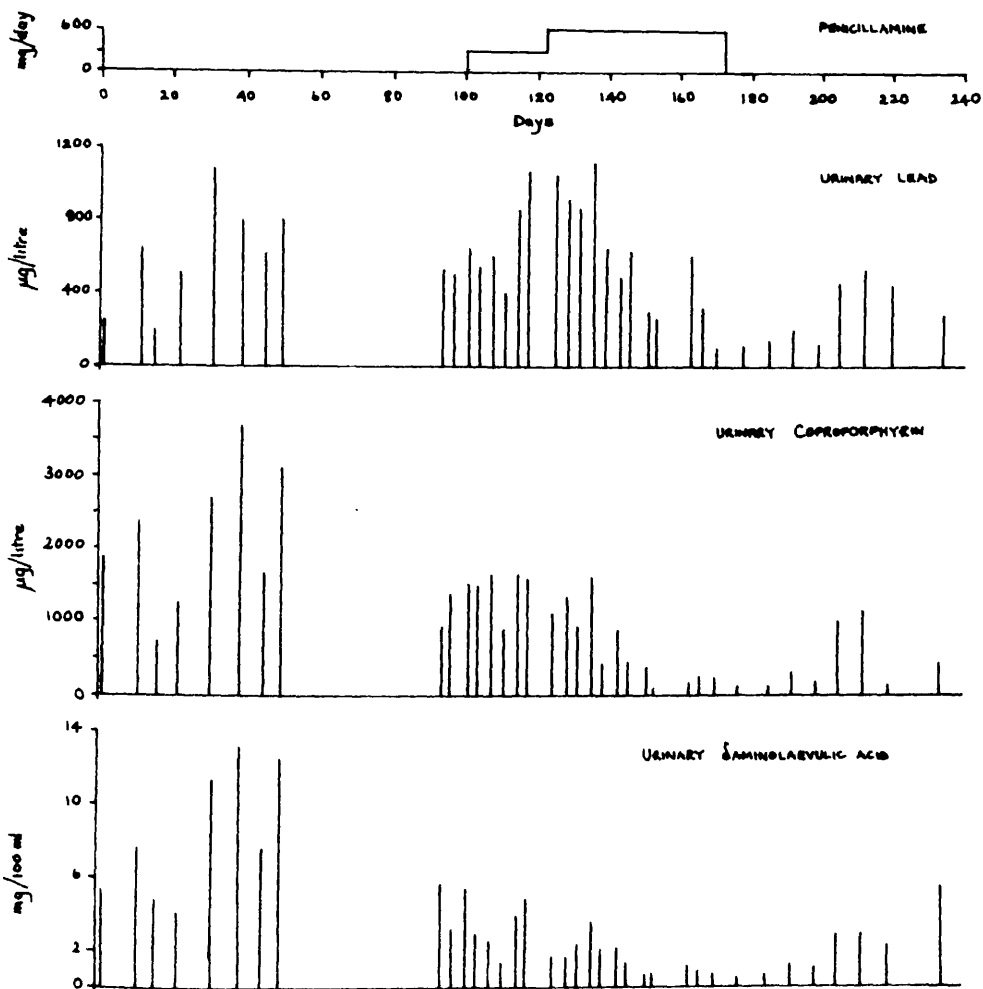 mg/day
600
0
PENICILLAMINE
0 20 40 60 80 100 120 140 160 180 200 220 240
Days
µg/litre
1200
800
400
0
URINARY LEAD
µg/litre
4000
3000
2000
1000
0
URINARY COPROPORPHYRIN
mg/100 ml
14
10
6
2
0
URINARY δAMINOLAEVULIC ACID